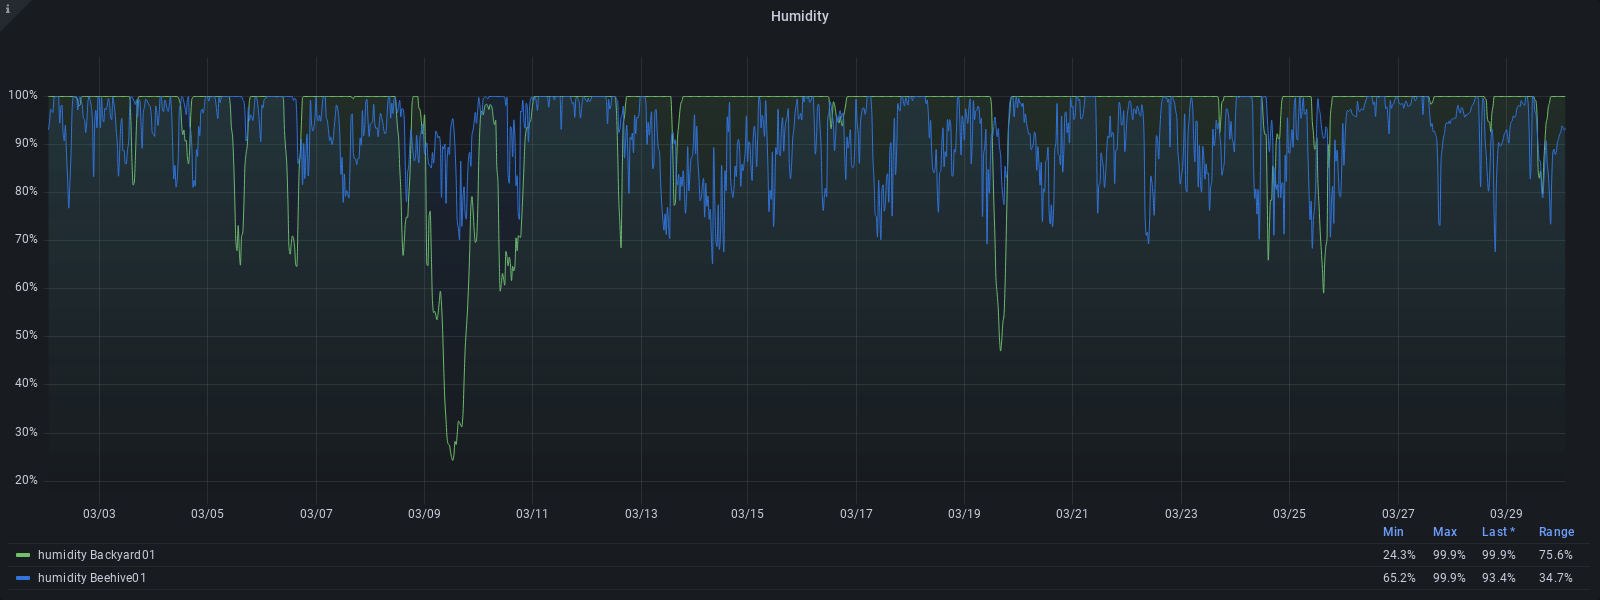 i
Humidity
100%
90%
80%
70%
60%
50%
40%
30%
20%
03/03 03/05 03/07 03/09 03/11 03/13 03/15 03/17 03/19 03/21 03/23 03/25 03/27 03/29
Min Max Last * Range
humidity Backyard01 24.3% 99.9% 99.9% 75.6%
humidity Beehive01 65.2% 99.9% 93.4% 34.7%